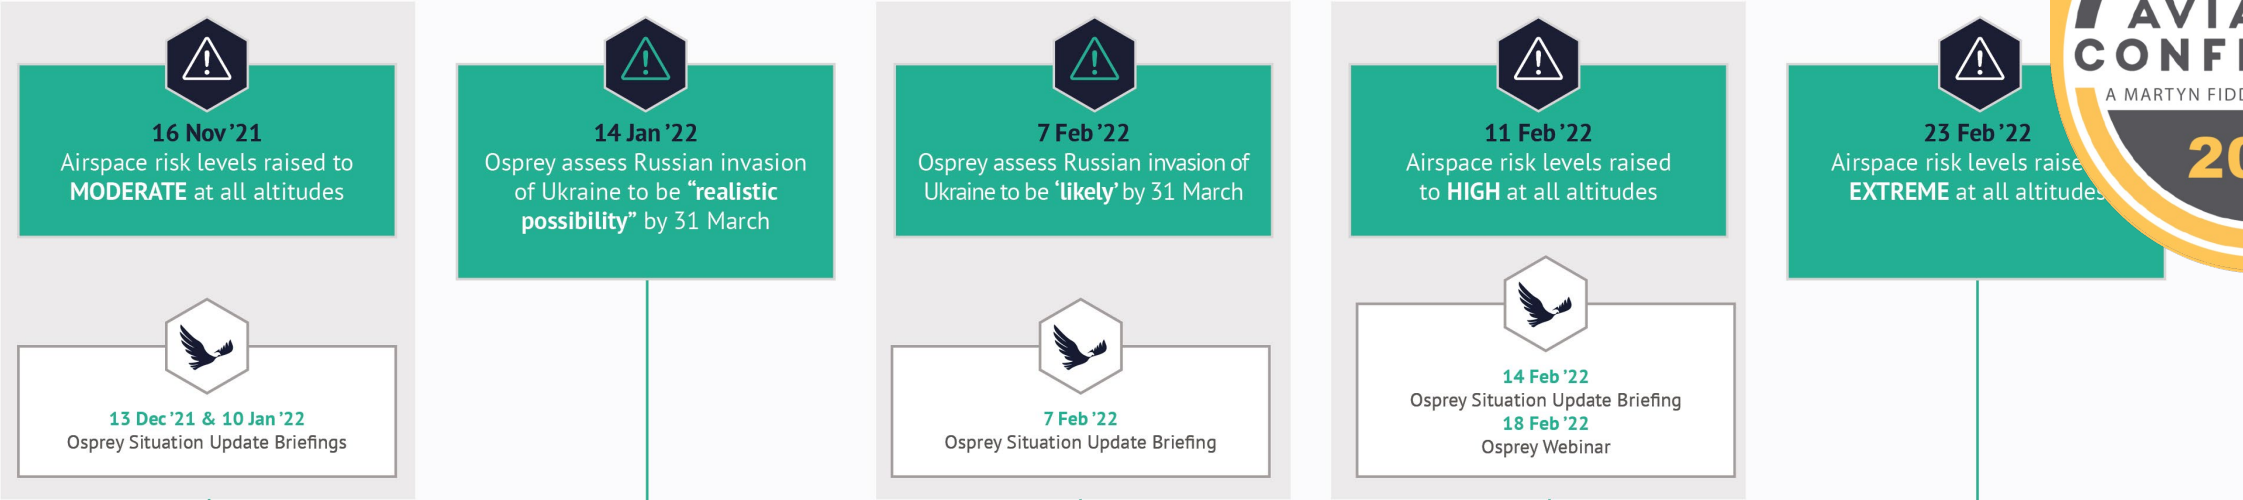 16 Nov ’21
Airspace risk levels raised to
MODERATE at all altitudes
13 Dec ’21 & 10 Jan ’22
Osprey Situation Update Briefings
14 Jan ’22
Osprey assess Russian invasion
of Ukraine to be “realistic
possibility” by 31 March
7 Feb ’22
Osprey assess Russian invasion of
Ukraine to be ‘likely’ by 31 March
7 Feb ’22
Osprey Situation Update Briefing
11 Feb ’22
Airspace risk levels raised
to HIGH at all altitudes
14 Feb ’22
Osprey Situation Update Briefing
18 Feb ’22
Osprey Webinar
23 Feb ’22
Airspace risk levels raise
EXTREME at all altitudes
A MARTYN